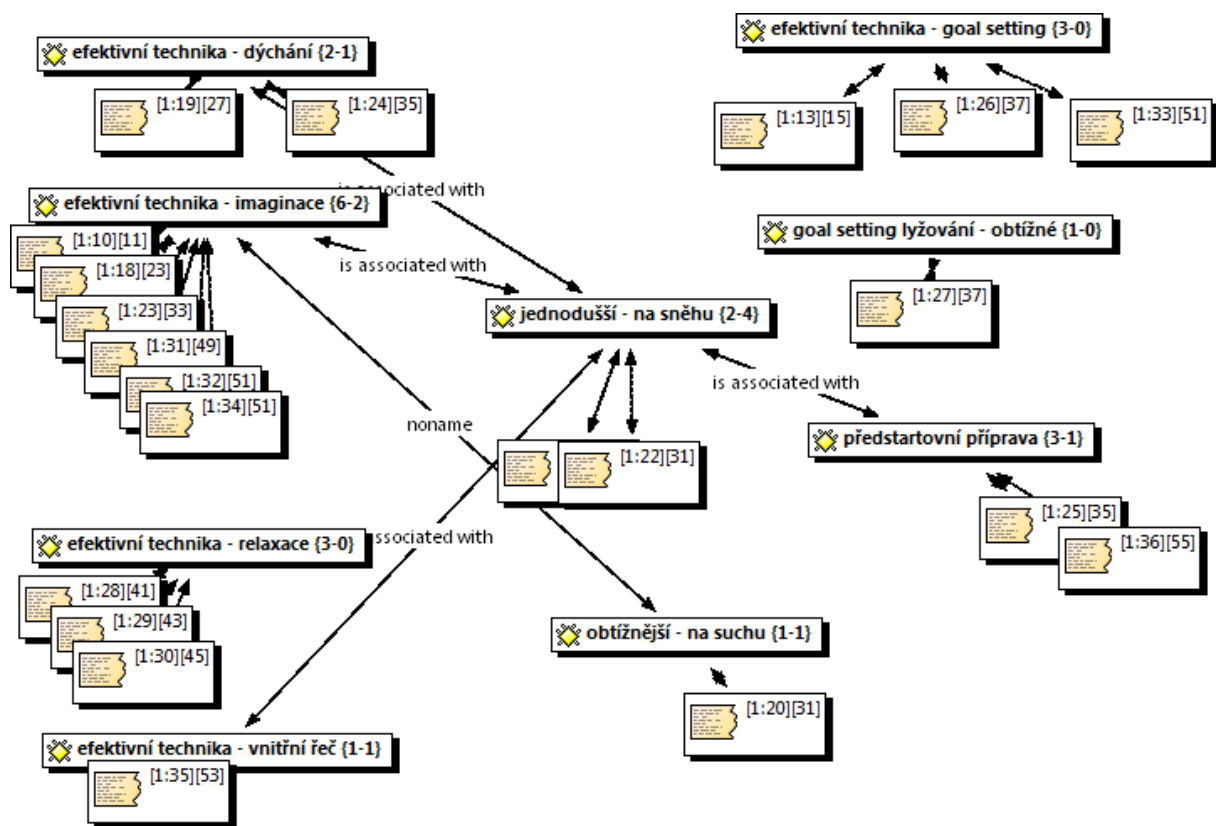 efektivní technika - dýchání {2-1}
[1:19][27]
[1:24][35]
efektivní technika - goal setting {3-0}
[1:13][15]
[1:26][37]
[1:33][51]
is associated with
efektivní technika - imaginace {6-2}
[1:10][11]
[1:18][23]
[1:23][33]
[1:31][49]
[1:32][51]
[1:34][51]
is associated with
goal setting lyžování - obtížné {1-0}
[1:27][37]
jednodušší - na sněhu {2-4}
is associated with
noname
[1:22][31]
předstartovní příprava {3-1}
[1:25][35]
[1:36][55]
efektivní technika - relaxace {3-0}
associated with
[1:28][41]
[1:29][43]
[1:30][45]
obtížnější - na suchu {1-1}
[1:20][31]
efektivní technika - vnitřní řeč {1-1}
[1:35][53]